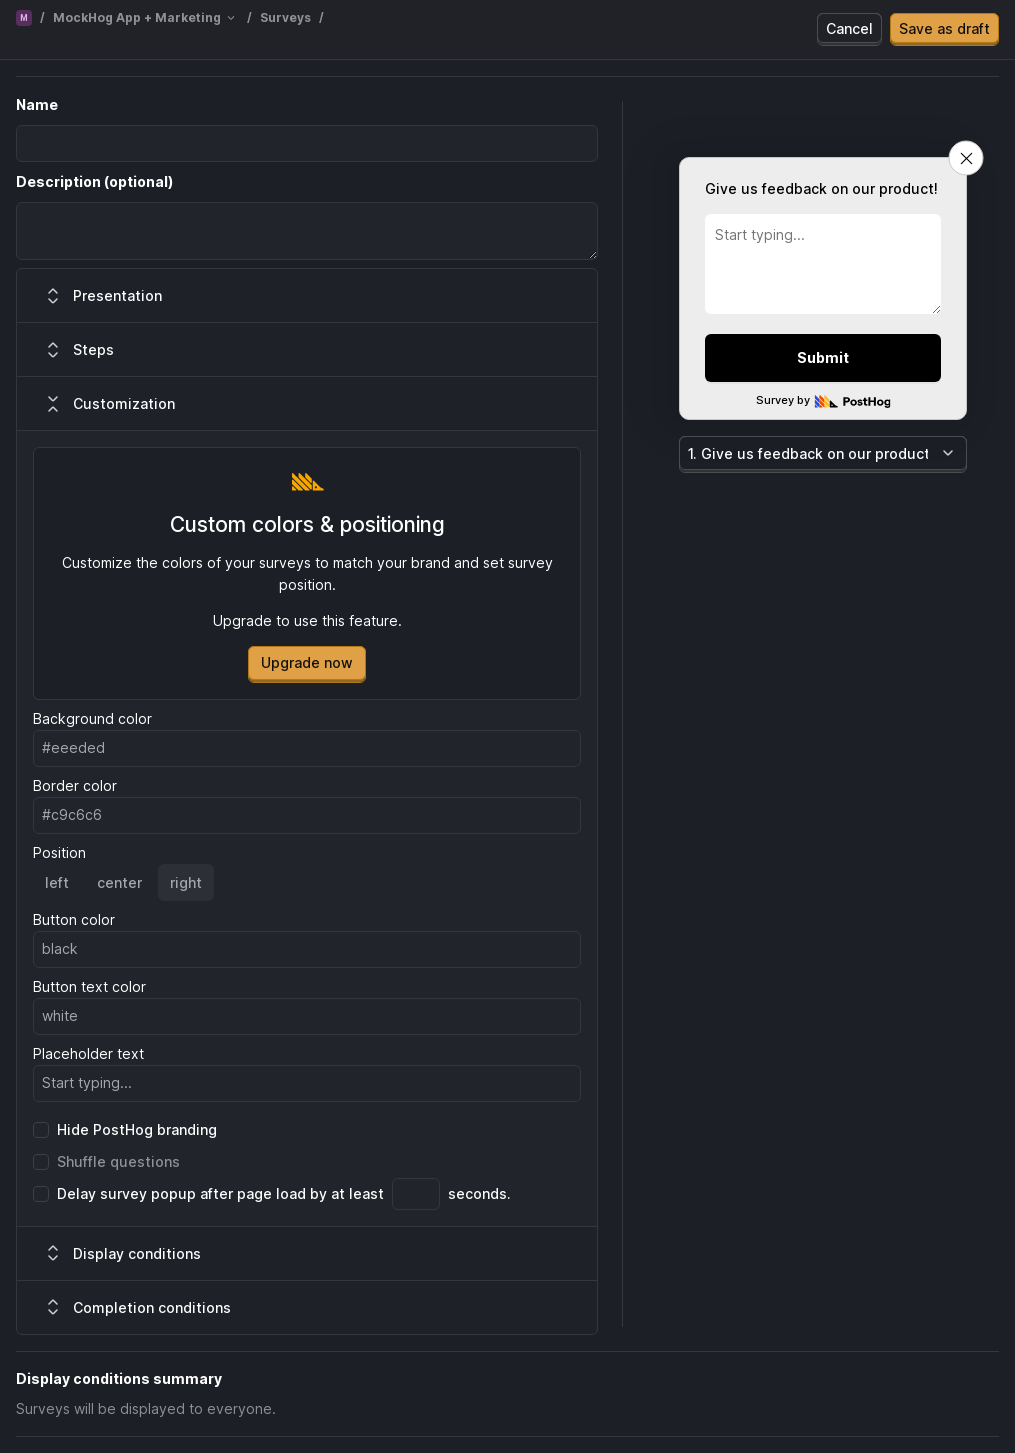 M / MockHog App + Marketing / Surveys /
Cancel
Save as draft
Name
Description (optional)
Presentation
Steps
Customization
Custom colors & positioning
Customize the colors of your surveys to match your brand and set survey
position.
Upgrade to use this feature.
Upgrade now
Background color
#eeeded
Border color
#c9c6c6
Position
left center right
Button color
black
Button text color
white
Placeholder text
Start typing...
Hide PostHog branding
Shuffle questions
Delay survey popup after page load by at least seconds.
Display conditions
Completion conditions
Give us feedback on our product!
Start typing...
Submit
Survey by PostHog
1. Give us feedback on our product
Display conditions summary
Surveys will be displayed to everyone.